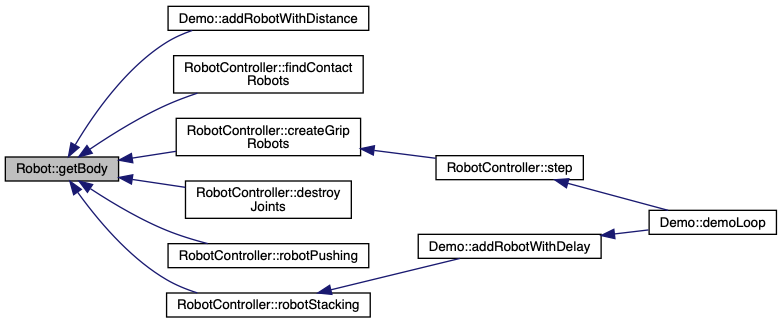 Demo::addRobotWithDistance
RobotController::findContact
Robots
RobotController::createGrip
Robots
Robot::getBody
RobotController::step
RobotController::destroy
Joints
Demo::demoLoop
Demo::addRobotWithDelay
RobotController::robotPushing
RobotController::robotStacking